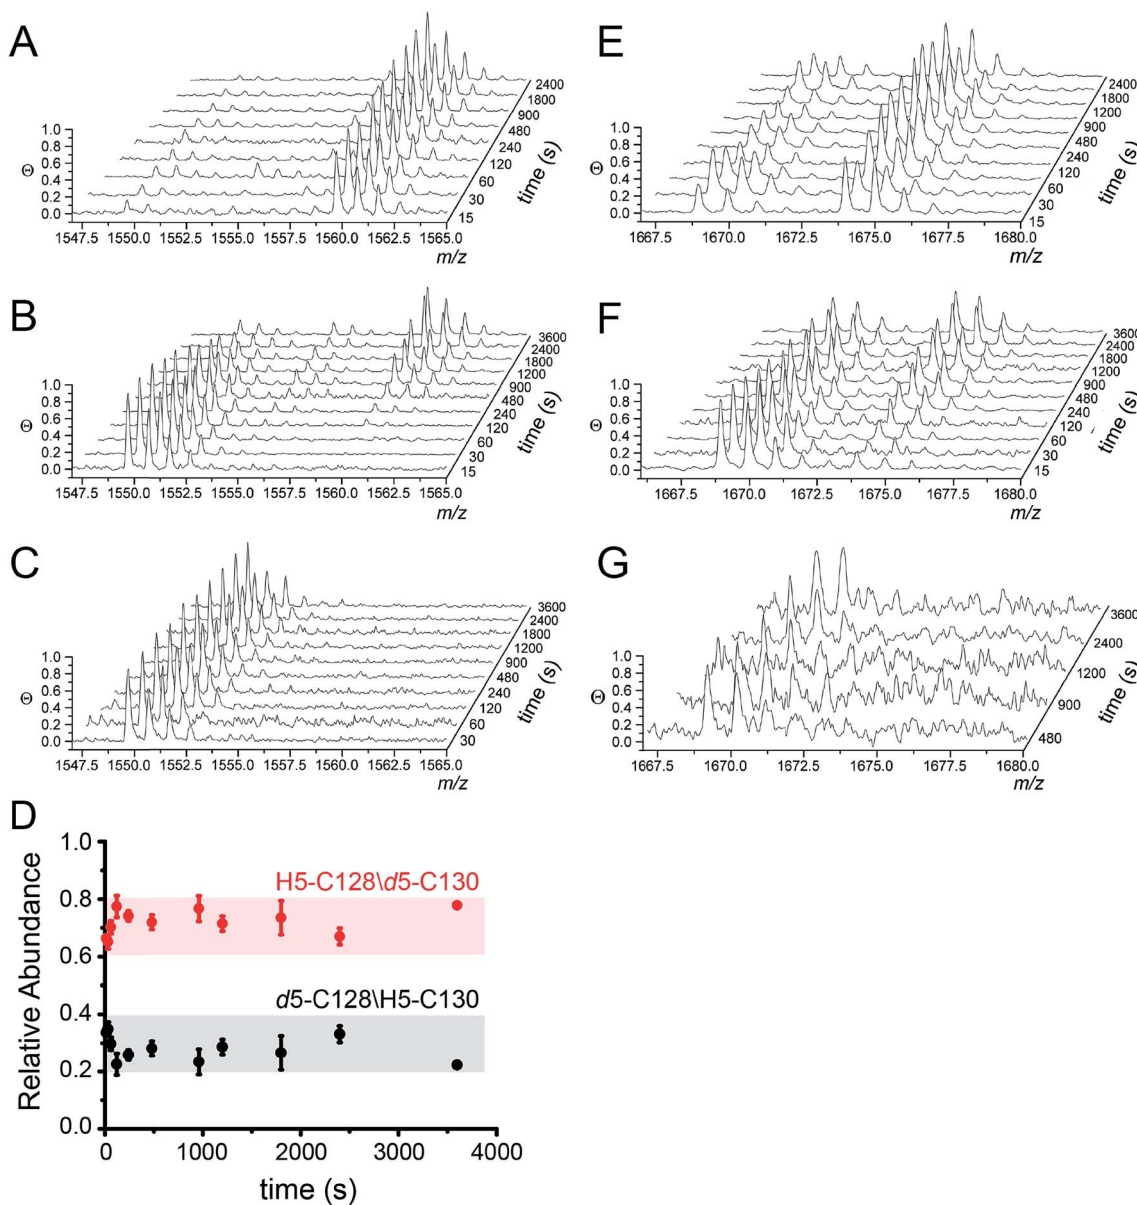 A
1.0
0.8
0.6
0.4
0.2
0.0
Θ
1547.5 1550.0 1552.5 1555.0 1557.5 1560.0 1562.5 1565.0
m/z
15
30
60
120
240
480
900
1800
2400
time (s)
E
1.0
0.8
0.6
0.4
0.2
0.0
Θ
1667.5 1670.0 1672.5 1675.0 1677.5 1680.0
m/z
15
30
60
120
240
480
900
1200
1800
2400
time (s)
B
1.0
0.8
0.6
0.4
0.2
0.0
Θ
1547.5 1550.0 1552.5 1555.0 1557.5 1560.0 1562.5 1565.0
m/z
15
30
60
120
240
480
900
1200
1800
2400
3600
time (s)
F
1.0
0.8
0.6
0.4
0.2
0.0
Θ
1667.5 1670.0 1672.5 1675.0 1677.5 1680.0
m/z
15
30
60
120
240
480
900
1200
1800
2400
3600
time (s)
C
1.0
0.8
0.6
0.4
0.2
0.0
Θ
1547.5 1550.0 1552.5 1555.0 1557.5 1560.0 1562.5 1565.0
m/z
30
60
120
240
480
900
1200
1800
2400
3600
time (s)
G
1.0
0.8
0.6
0.4
0.2
0.0
Θ
1667.5 1670.0 1672.5 1675.0 1677.5 1680.0
m/z
480
900
1200
2400
3600
time (s)
D
Relative Abundance
1.0
0.8
0.6
0.4
0.2
0.0
H5-C128\d5-C130
d5-C128\H5-C130
0 1000 2000 3000 4000
time (s)